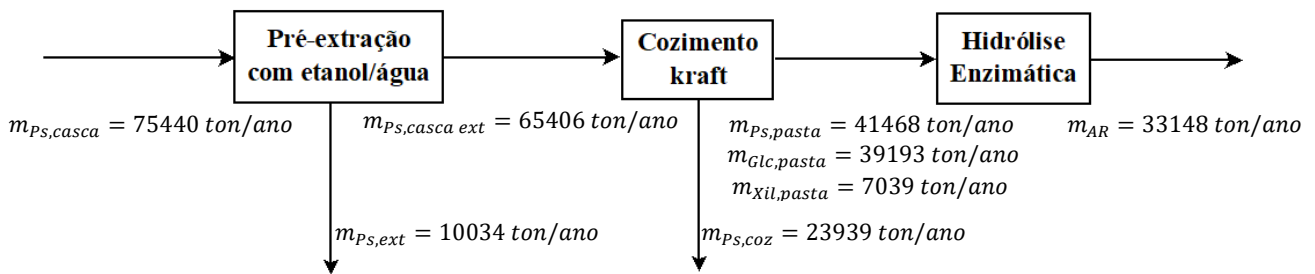 Pré-extração
com etanol/água
Cozimento
kraft
Hidrólise
Enzimática
m_{Ps,casca} = 75440 ton/ano
m_{Ps,casca ext} = 65406 ton/ano
m_{Ps,pasta} = 41468 ton/ano
m_{Glc,pasta} = 39193 ton/ano
m_{Xil,pasta} = 7039 ton/ano
m_{AR} = 33148 ton/ano
m_{Ps,ext} = 10034 ton/ano
m_{Ps,coz} = 23939 ton/ano